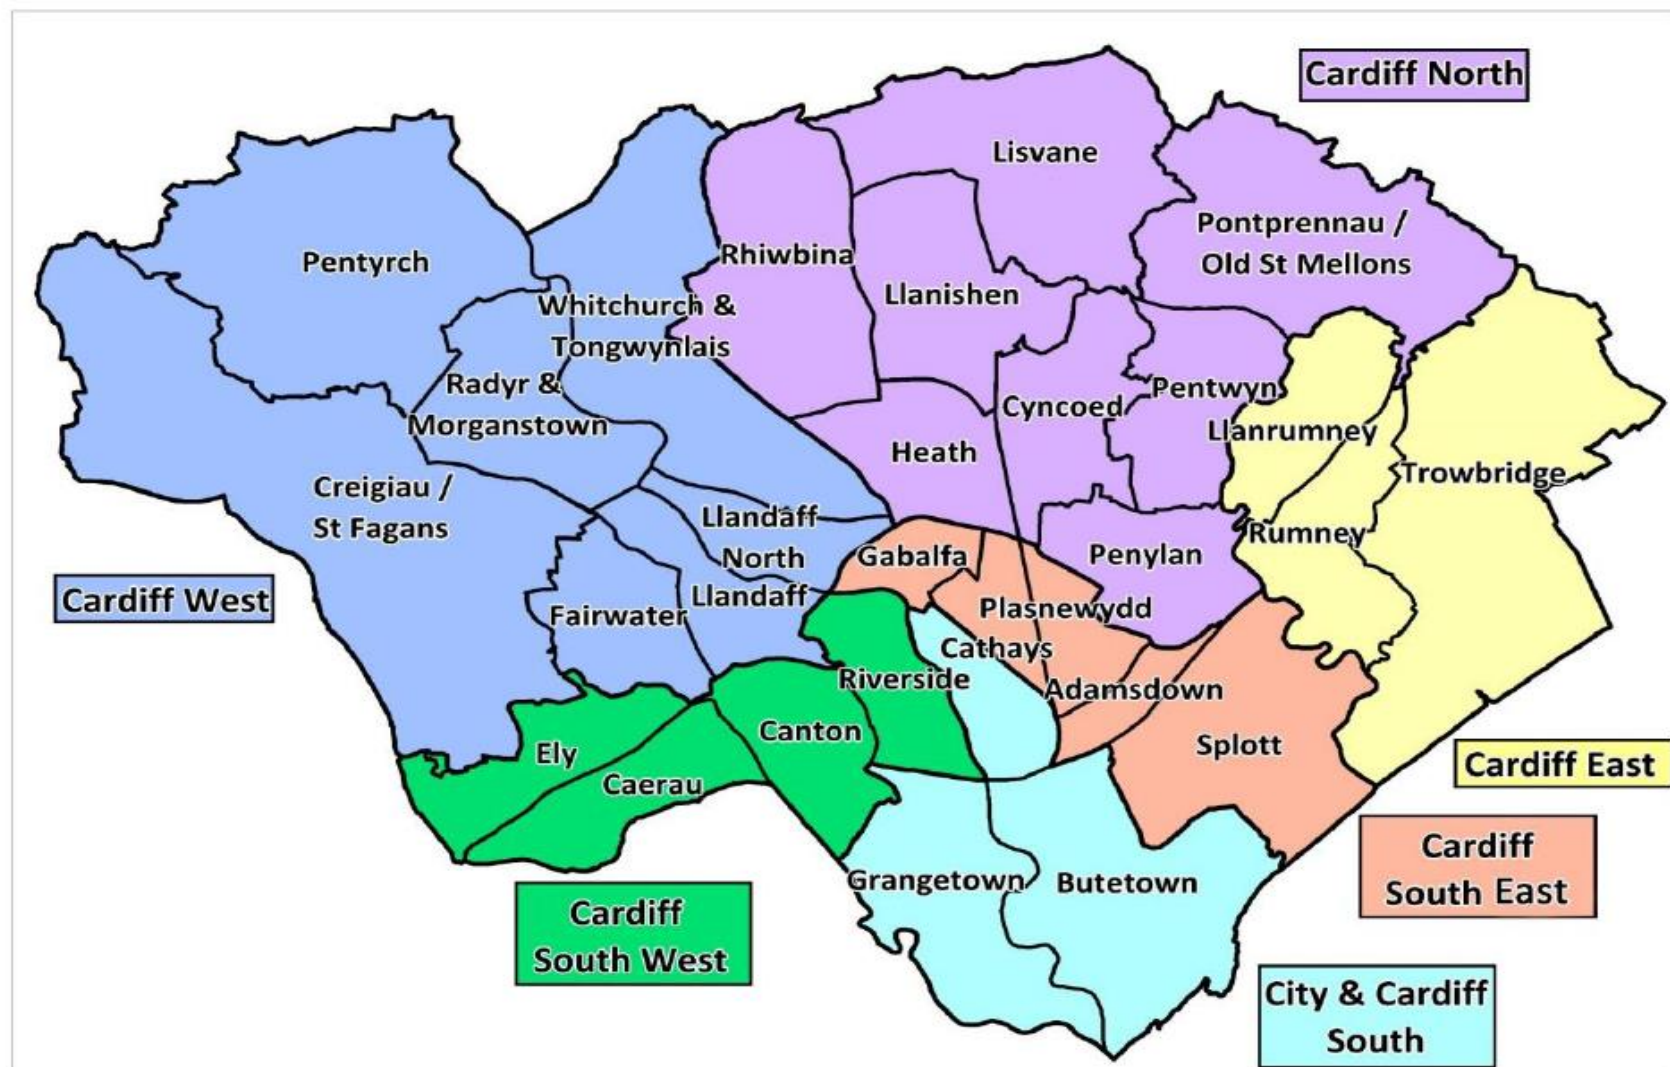 Cardiff North
Lisvane
Pontprennau /
Old St Mellons
Rhiwbina
Pentyrch
Llanishen
Whitchurch &
Tongwynlais
Radyr &
Morganstown
Pentwyn
Cyncoed
Llanrumney
Heath
Trowbridge
Creigiau /
St Fagans
Llandaff
North
Rumney
Gabalfa
Penylan
Cardiff West
Llandaff
Fairwater
Plasnewydd
Cathays
Riverside
Adamsdown
Canton
Splott
Ely
Caerau
Cardiff East
Cardiff
South East
Grangetown
Butetown
Cardiff
South West
City & Cardiff
South